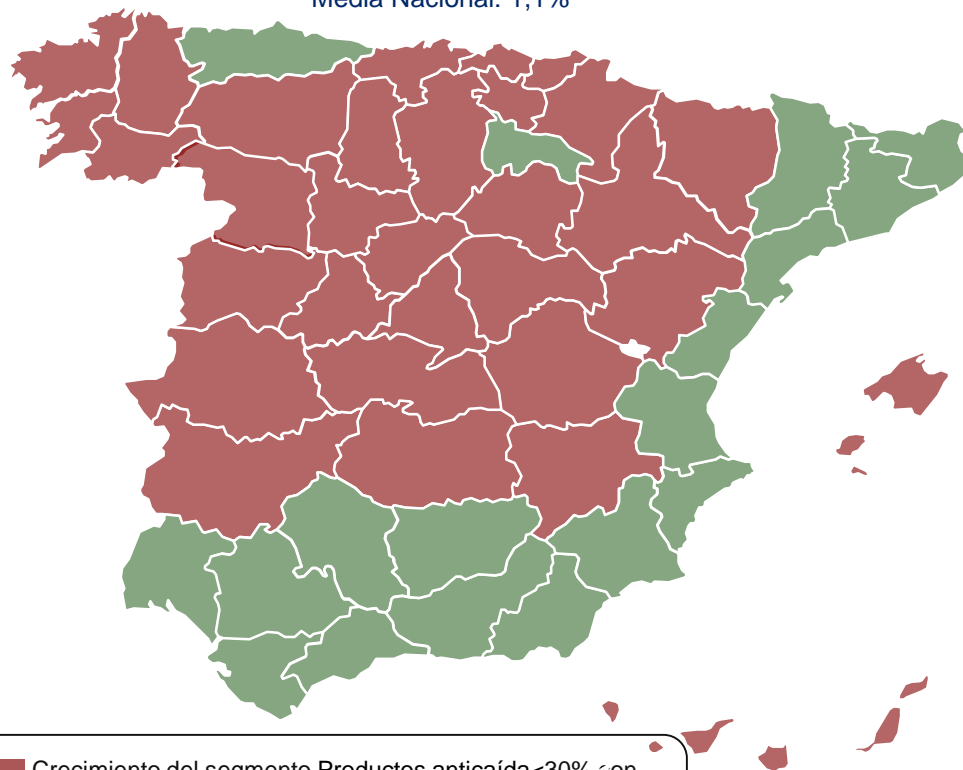 Media Nacional: 1,1%
Crecimiento del segmento Productos anticaída<30% con